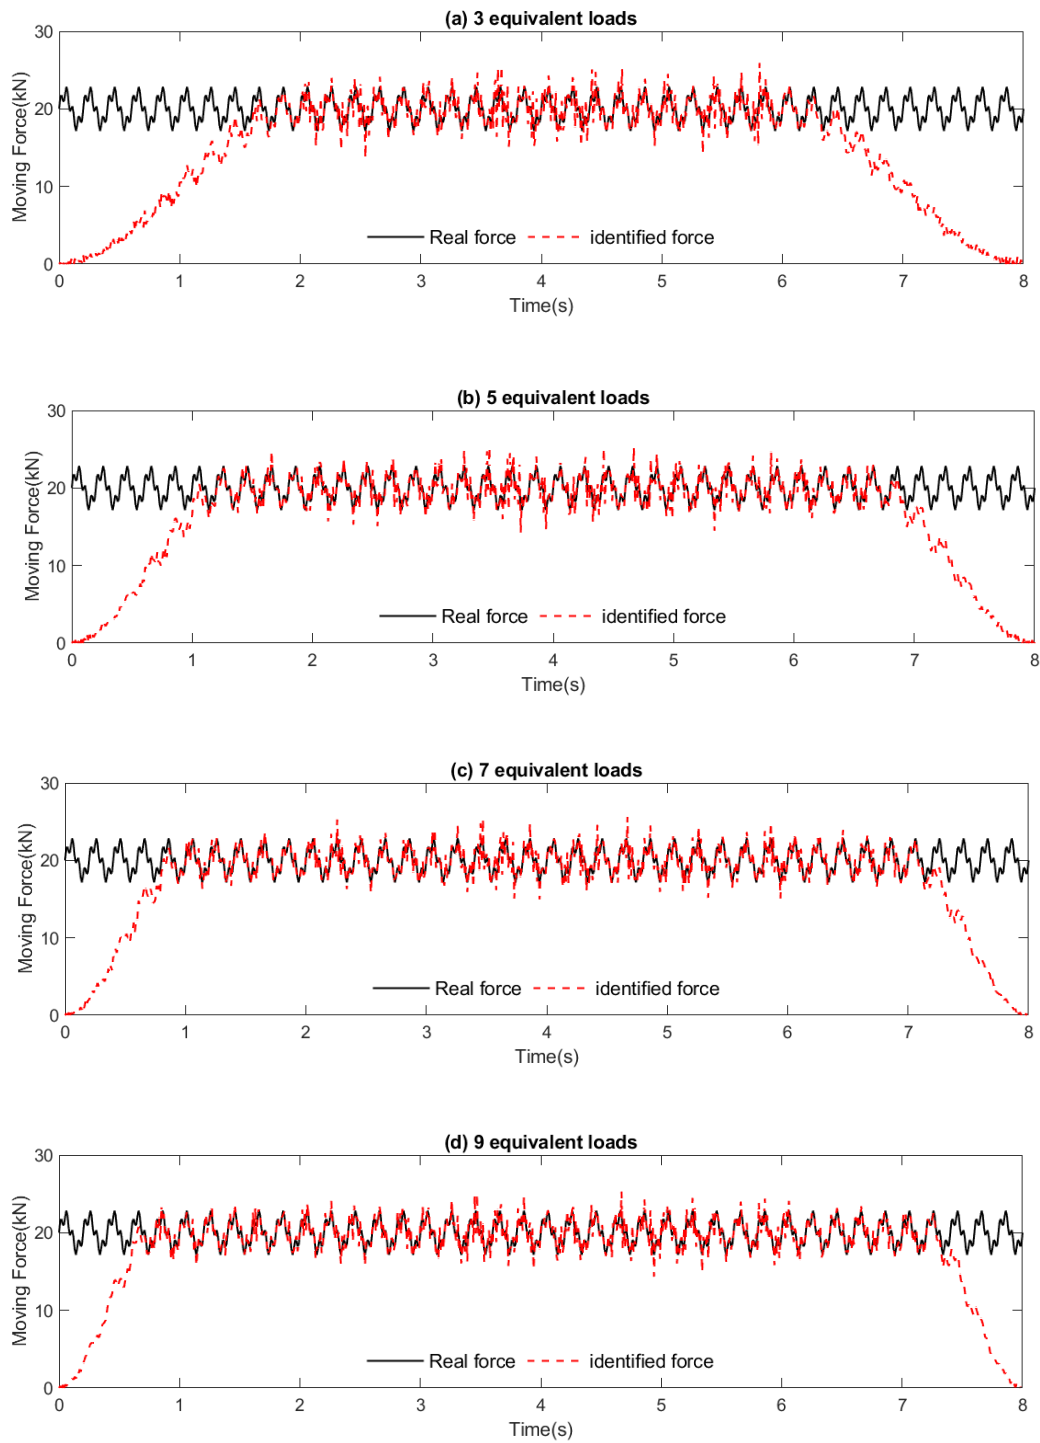 (a) 3 equivalent loads
30
20
10
0
Moving Force(kN)
Real force identified force
0 1 2 3 4 5 6 7 8
Time(s)
(b) 5 equivalent loads
30
20
10
0
Moving Force(kN)
Real force identified force
0 1 2 3 4 5 6 7 8
Time(s)
(c) 7 equivalent loads
30
20
10
0
Moving Force(kN)
Real force identified force
0 1 2 3 4 5 6 7 8
Time(s)
(d) 9 equivalent loads
30
20
10
0
Moving Force(kN)
Real force identified force
0 1 2 3 4 5 6 7 8
Time(s)